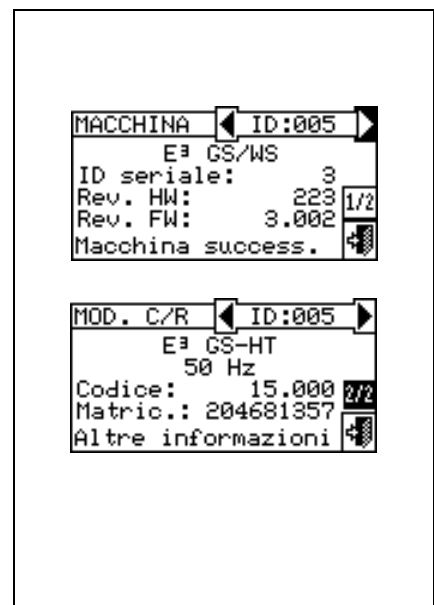 MACCHINA ID:005
E³ GS/WS
ID seriale: 3
Rev. HW: 223 1/2
Rev. FW: 3.002
Macchina success.
MOD. C/R ID:005
E³ GS-HT
50 Hz
Codice: 15.000 2/2
Matric.: 204681357
Altre informazioni